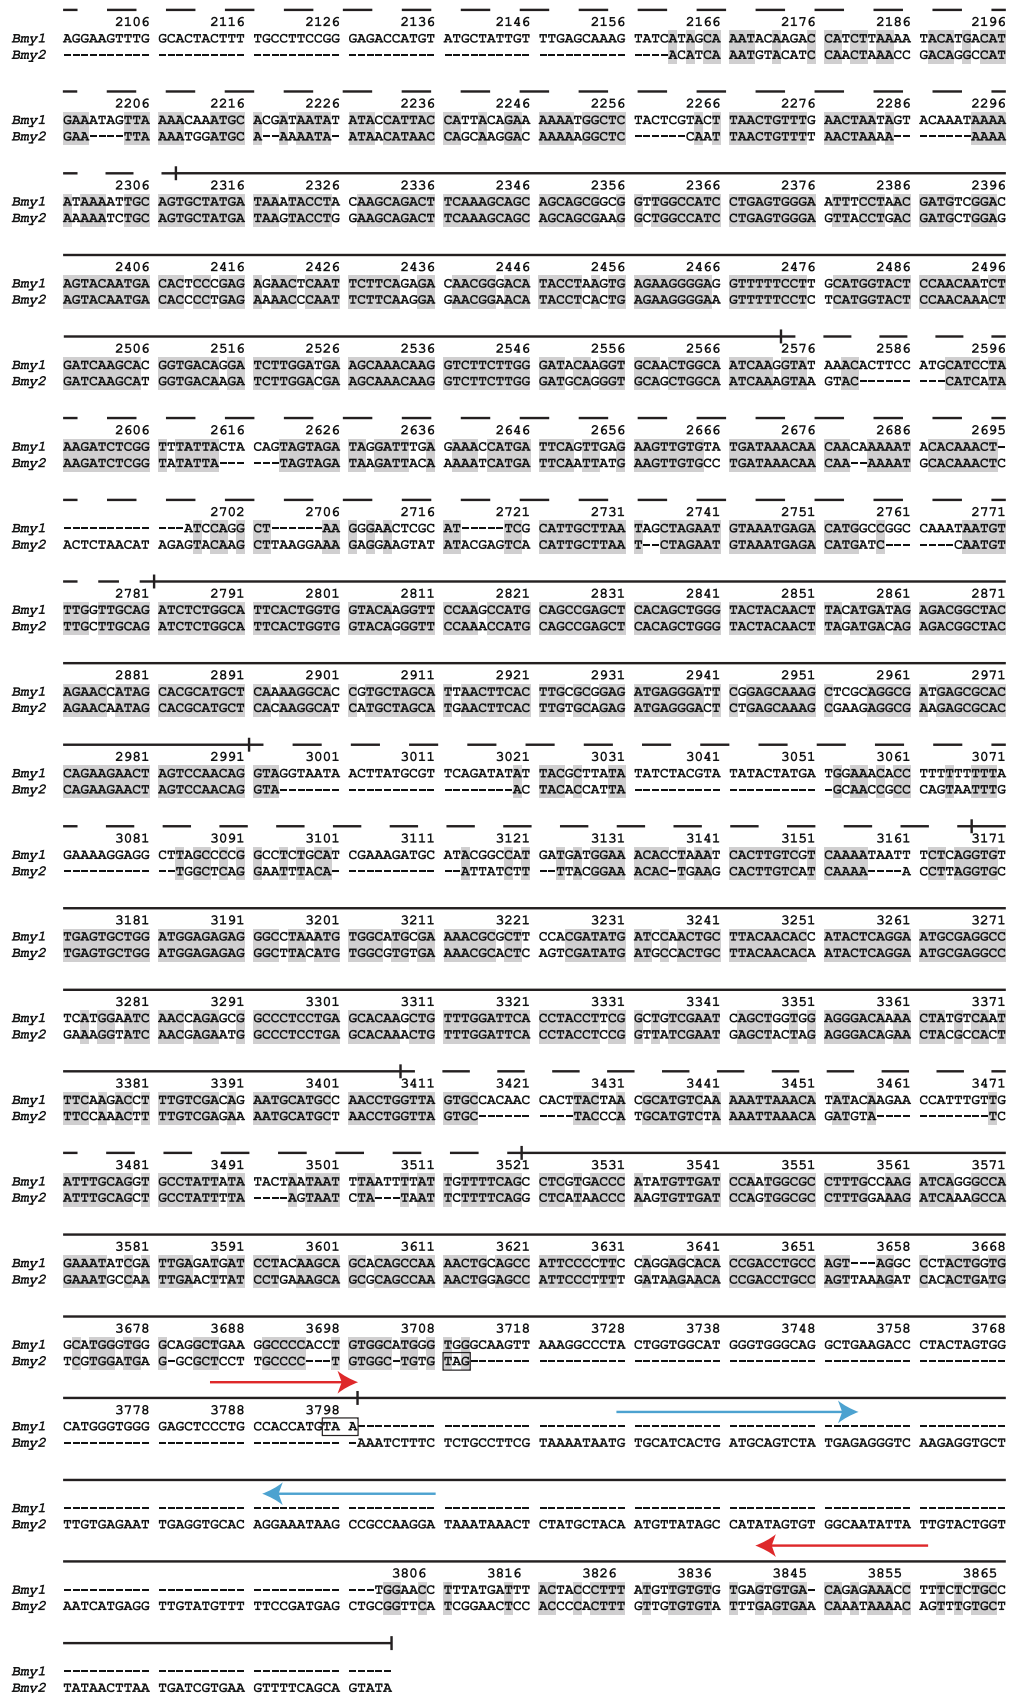 2106 2116 2126 2136 2146 2156 2166 2176 2186 2196
Bmy1 AGGAAGTTTG GCACTACTTT TGCCTTCCGG GAGACCATGT ATGCTATTGT TTGAGCAAAG TATCATAGCA AATACAAGAC CATCTTAAAA TACATGACAT
Bmy2 ---------- ---------- ---------- ---------- ---------- ---------- ----ACATCA AATGTACATC CAACTAAACC GACAGGCCAT
2206 2216 2226 2236 2246 2256 2266 2276 2286 2296
Bmy1 GAAATAGTTA AAACAAATGC ACGATAATAT ATACCATTAC CATTACAGAA AAAATGGCTC TACTCGTACT TAACTGTTTG AACTAATAGT ACAAATAAAA
Bmy2 GAA----TTA AAATGGATGC A--AAAATA- ATAACATAAC CAGCAAGGAC AAAAAGGCTC ------CAATT TAACTGTTTT AACTAAAA-- ------AAAA
2306 2316 2326 2336 2346 2356 2366 2376 2386 2396
Bmy1 ATAAAATTGC AGTGCTATGA TAAATACCTA CAAGCAGACT TCAAAGCAGC AGCAGCGGCG GGTTGGCCATC CTGAGTGGGA ATTTCCTAAC GATGTCGGAC
Bmy2 AAAAATCTGC AGTGCTATGA TAAGTACCTG GAAGCAGACT TCAAAGCAGC AGCAGCGAAG GCTGGCCATC CTGAGTGGGA GTTACCTGAC GATGCTGGAG
2406 2416 2426 2436 2446 2456 2466 2476 2486 2496
Bmy1 AGTACAATGA CACTCCCGAG AGAACTCAAT TCTTCAGAGA CAACGGGACA TACCTAAGTG AGAAGGGGAG GTTTTTCCTT GCATGGTACT CCAACAATCT
Bmy2 AGTACAATGA CACCCCTGAG AAAACCCAAT TCTTCAAGGA GAACGGAACA TACCTCACTG AGAAGGGGAA GTTTTTCCTC TCATGGTACT CCAACAAACT
2506 2516 2526 2536 2546 2556 2566 2576 2586 2596
Bmy1 GATCAAGCAC GGTGACAGGA TCTTGGATGA AGCAAACAAG GTCTTCTTGG GATACAAGGT GCAACTGGCA ATCAAGGTAT AAACACTTCC ATGCATCCTA
Bmy2 GATCAAGCAT GGTGACAAGA TCTTGGACGA AGCAAACAAG GTCTTCTTGG GATGCAGGGT GCAGCTGGCA ATCAAAGTAA GTAC------ ----CATCATA
2606 2616 2626 2636 2646 2656 2666 2676 2686 2695
Bmy1 AAGATCTCGG TTTATTACTA CAGTAGTAGA TAGGATTTGA GAAACCATGA TTCAGTTGAG AAGTTGTGTA TGATAAACAA CAACAAAAAT ACACAAACT-
Bmy2 AAGATCTCGG TATATTA--- ---TAGTAGA TAAGATTACA AAAATCATGA TTCAATTATG AAGTTGTGCC TGATAAACAA CAA--AAAAT GCACAAACTC
2702 2706 2716 2721 2731 2741 2751 2761 2771
Bmy1 ---------- -----ATCCAGG CT------AA GGGAACTCGC AT-----TCG CATTGCTTAA TAGCTAGAAT GTAAATGAGA CATGGCCGGC CAAATAATGT
Bmy2 ACTCTAACAT AGAGTACAAG CTTAAGGAAA GAGGAAGTAT ATACGAGTCA CATTGCTTAA T--CTAGAAT GTAAATGAGA CATGATC--- -----CAATGT
2781 2791 2801 2811 2821 2831 2841 2851 2861 2871
Bmy1 TTGGTTGCAG ATCTCTGGCA TTCACTGGTG GTACAAGGTT CCAAGCCATG CAGCCGAGCT CACAGCTGGG TACTACAACT TACATGATAG AGACGGCTAC
Bmy2 TTGCTTGCAG ATCTCTGGCA TTCACTGGTG GTACAGGGTT CCAAACCATG CAGCCGAGCT CACAGCTGGG TACTACAACT TAGATGACAG AGACGGCTAC
2881 2891 2901 2911 2921 2931 2941 2951 2961 2971
Bmy1 AGAACCATAG CACGCATGCT CAAAAGGCAC CGTGCTAGCA TTAACTTCAC TTGCGCGGAG ATGAGGGATT CGGAGCAAAG CTCGCAGGCG ATGAGCGCAC
Bmy2 AGAACAATAG CACGCATGCT CACAAGGCAT CATGCTAGCA TGAACTTCAC TTGTGCAGAG ATGAGGGACT CTGAGCAAAG CGAAGAGGCG AAGAGCGCAC
2981 2991 3001 3011 3021 3031 3041 3051 3061 3071
Bmy1 CAGAAGAACT AGTCCAACAG GTAGGTAATA ACTTATGCGT TCAGATATAT TACGCTTATA TATCTACGTA TATACTATGA TGGAAACACC TTTTTTTTTA
Bmy2 CAGAAGAACT AGTCCAACAG GTA------- ---------- --------AC TACACCATTA ---------- ---------- -GCAACCGCC CAGTAATTTG
3081 3091 3101 3111 3121 3131 3141 3151 3161 3171
Bmy1 GAAAAGGAGG CTTAGCCCCG GCCTCTGCAT CGAAAGATGC ATACGGCCAT GATGATGGAA ACACCTAAAT CACTTGTCGT CAAAATAATT TCTCAGGTGT
Bmy2 ---------- --TGGCTCAG GAATTTACA- ---------- --ATTATCTT -TTACGGAA ACAC-TGAAG CACTTGTCAT CAAAA----A CCTTAGGTGC
3181 3191 3201 3211 3221 3231 3241 3251 3261 3271
Bmy1 TGAGTGCTGG ATGGAGAGAG GGCCTAAATG TGGCATGCGA AAACGCGCTT CCACGATATG ATCCAACTGC TTACAACACC ATACTCAGGA ATGCGAGGCC
Bmy2 TGAGTGCTGG ATGGAGAGAG GGCTTACATG TGGCGTGTGA AAACGCACTC AGTCGATATG ATGCCACTGC TTACAACACA ATACTCAGGA ATGCGAGGCC
3281 3291 3301 3311 3321 3331 3341 3351 3361 3371
Bmy1 TCATGGAATC AACCAGAGCG GCCCTCCTGA GCACAAGCTG TTTGGATTCA CCTACCTTCG GCTGTCGAAT CAGCTGGTGG AGGGACAAAA CTATGTCAAT
Bmy2 GAAAGGTATC AACGAGAATG GCCCTCCTGA GCACAAACTG TTTGGATTCA CCTACCTCCG GTTATCGAAT GAGCTACTAG AGGGACAGAA CTACGCCACT
3381 3391 3401 3411 3421 3431 3441 3451 3461 3471
Bmy1 TTCAAGACCT TTGTCGACAG AATGCATGCC AACCTGGTTA GTGCCACAAC CACTTACTAA CGCATGTCAA AAAATTAAACA TATACAAGAA CCATTTGTTG
Bmy2 TTCCAAACTT TTGTCGAGAA AATGCATGCT AACCTGGTTA GTGC------ ----TACCCA TGCATGTCTA AAAATTAAACA GATGTA---- --------TC
3481 3491 3501 3511 3521 3531 3541 3551 3561 3571
Bmy1 ATTTGCAGGT GCCTATTATA TACTAATAAT TTAATTTTAT TGTTTTCAGC CTCGTGACCC ATATGTTGAT CCAATGGCGC CTTTGCCAAG ATCAGGGCCA
Bmy2 ATTTGCAGCT GCCTATTTTA ----AGTAATC CTA---TAAT TCTTTTCAGG CTCATAACCC AAGTGTTGAT CCAGTGGCGC CTTTGGAAAG ATCAAAGCCA
3581 3591 3601 3611 3621 3631 3641 3651 3658 3668
Bmy1 GAAATATCGA TTGAGATGAT CCTACAAGCA GCACAGCCAA AACTGCAGCC ATTCCCCTTCC CAGGAGCACA CCGACCTGCC AGT---AGGC CCTACTGGTG
Bmy2 GAAATGCCAA TTGAACTTAT CCTGAAAGCA GCGCAGCCAA AACTGGAGCC ATTCCCTTTT GATAAGAACA CCGACCTGCC AGTTAAAGAT CACACTGATG
3678 3688 3698 3708 3718 3728 3738 3748 3758 3768
Bmy1 GCATGGGTGG GCAGGCTGAA GGCCCCACCT GTGGCATGGG TGGGCAAGTT AAAGGCCCTA CTGGTGGCAT GGGTGGGCAG GCTGAAGACC CTACTAGTGG
Bmy2 TCGTGGATGAG-GCGCTCCTT GCCCC---T GTGGC-TGTG TAG------- ---------- ---------- ---------- ---------- ----------
3778 3788 3798
Bmy1 CATGGGTGGG GAGCTCCCTG CCACCATGTAA A--------- ---------- ---------- ---------- ---------- ---------- ----------
Bmy2 ---------- ---------- ---------- -AAATCTTTC TCTGCCTTCG TAAAATAATG TGCATCACTG ATGCAGTCTA TGAGAGGGTC AAGAGGTGCT
Bmy1 ---------- ---------- ---------- ---------- ---------- ---------- ---------- ---------- ---------- ----------
Bmy2 TTGTGAGAAT TGAGGTGCACA GGAAATAAG CCGCCAAGGA TAAATAAACT CTATGCTACA ATGTTATAGCC ATATAGTGT GGCAATATTA TTGTACTGGT
3806 3816 3826 3836 3845 3855 3865
Bmy1 ---------- ---------- ---------- ----TGGAACC TTTATGATTT ACTACCCTTT ATGTTGTGTG TGAGTGTGA- CAGAGAAACC TTTCTCTGCC
Bmy2 AATCATGAGG TTGTATGTTT TTCCGATGAGC TGCGGTTCA TCGGAACTCC ACCCCACTTT GTTGTGTGTA TTTGAGTGAA CAAATAAAAC AGTTTGTGCT
Bmy1 ---------- ---------- ---------- -----
Bmy2 TATAACTTAA TGATCGTGAA GTTTTCAGCA GTATA